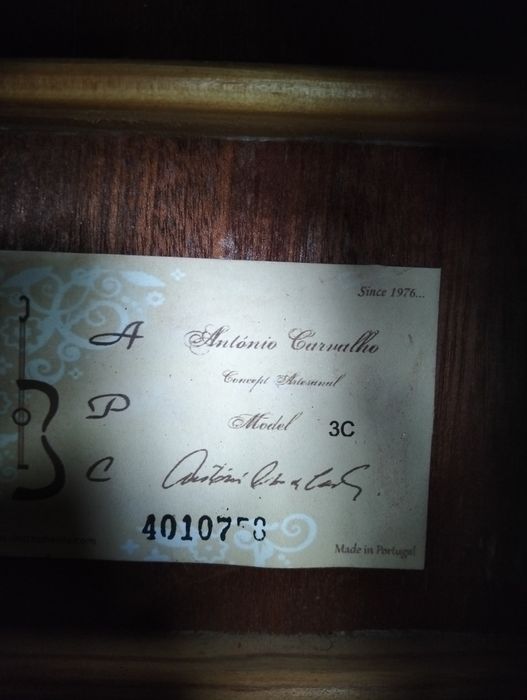 Since 1976...
A
António Carvalho
Concept Artesanal
P
Model 3C
C
Made in Portugal